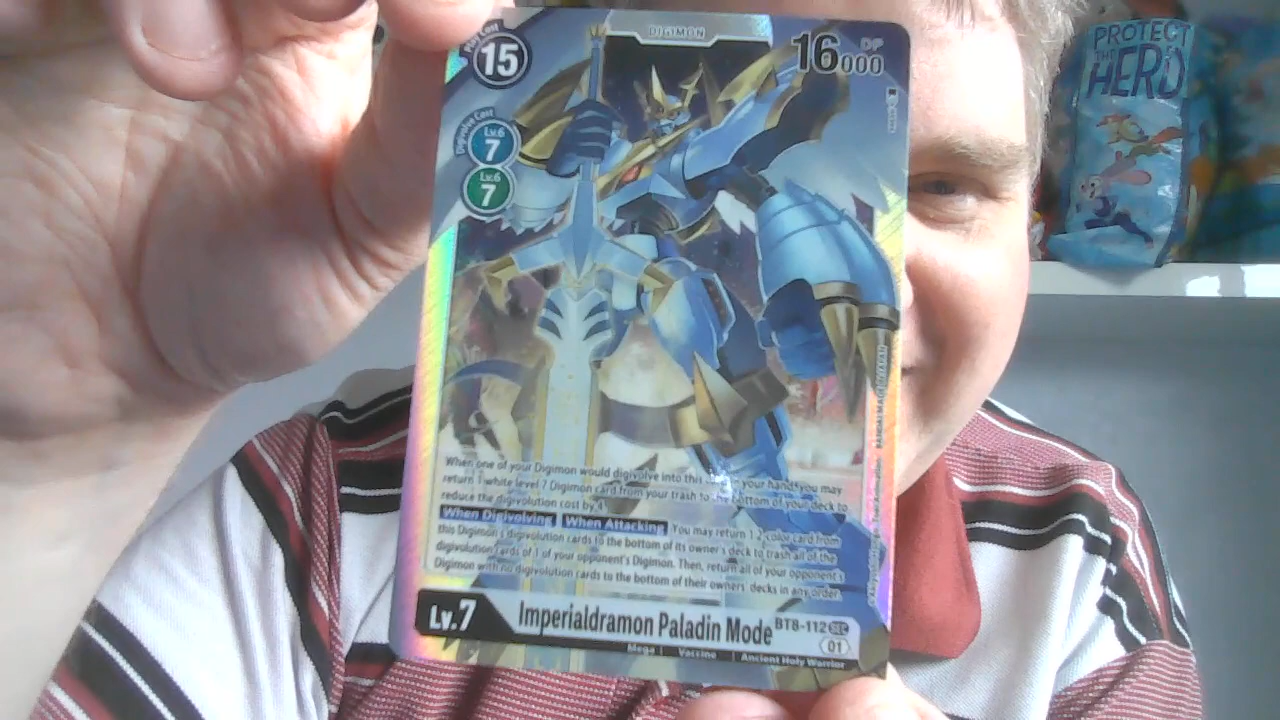 Play Cost
15
DIGIMON
DP
16000
Digivolve Cost
Lv.6
7
Lv.6
7
PROTECT
THE
HERD
When one of your Digimon would digivolve into this card from your hand, you may
return 1 white level 7 Digimon card from your trash to the bottom of your deck to
reduce the digivolution cost by 4.
When Digivolving When Attacking You may return 1 2-color card from
this Digimon's digivolution cards to the bottom of its owner's deck to trash all of the
digivolution cards of 1 of your opponent's Digimon. Then, return all of your opponent's
Digimon with no digivolution cards to the bottom of their owners' decks in any order.
Lv.7
Imperialdramon Paladin Mode
BT8-112 SEC
01
Mega | Vaccine | Ancient Holy Warrior